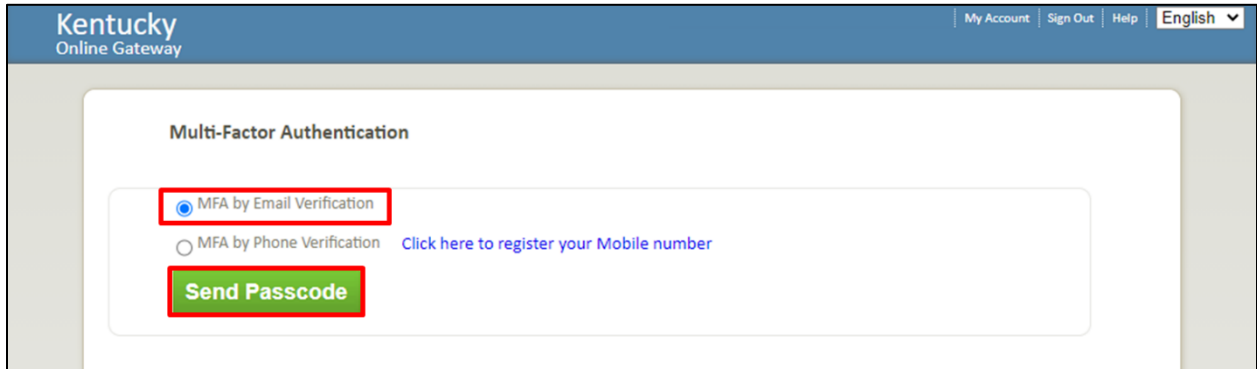 Kentucky
Online Gateway
My Account Sign Out Help English
Multi-Factor Authentication
MFA by Email Verification
MFA by Phone Verification Click here to register your Mobile number
Send Passcode